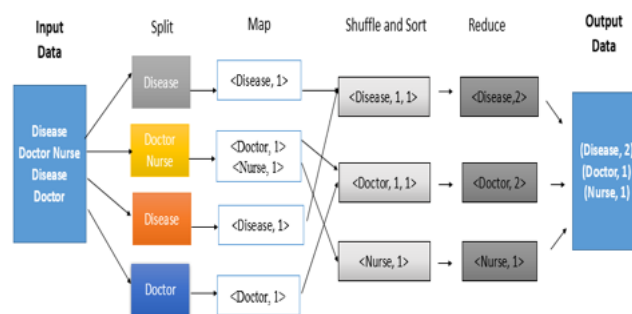 Input
Data
Split
Map
Shuffle and Sort
Reduce
Output
Data
Disease
Doctor Nurse
Disease
Doctor
Disease
Doctor
Nurse
Disease
Doctor
<Disease, 1>
<Doctor, 1>
<Nurse, 1>
<Disease, 1>
<Doctor, 1>
<Disease, 1, 1>
<Doctor, 1, 1>
<Nurse, 1>
<Disease,2>
<Doctor, 2>
<Nurse, 1>
(Disease, 2)
(Doctor, 1)
(Nurse, 1)